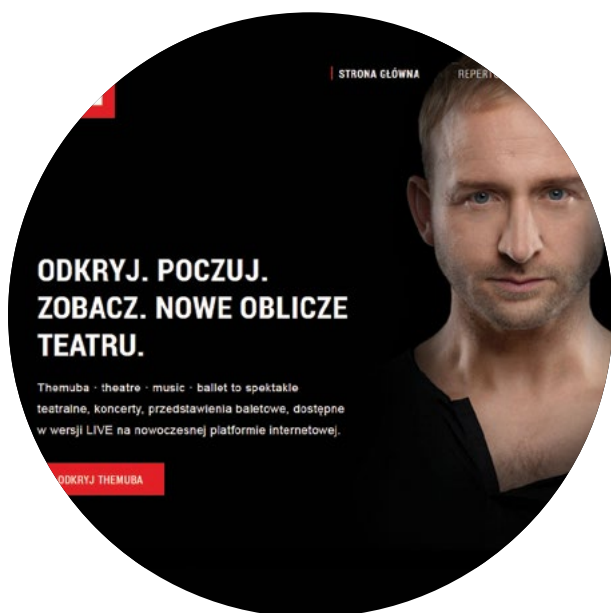 STRONA GŁÓWNA
ODKRYJ. POCZUJ.
ZOBACZ. NOWE OBLICZE
TEATRU.
Themuba · theatre · music · ballet to spektakle
teatralne, koncerty, przedstawienia baletowe, dostępne
w wersji LIVE na nowoczesnej platformie internetowej.
ODKRYJ THEMUBA